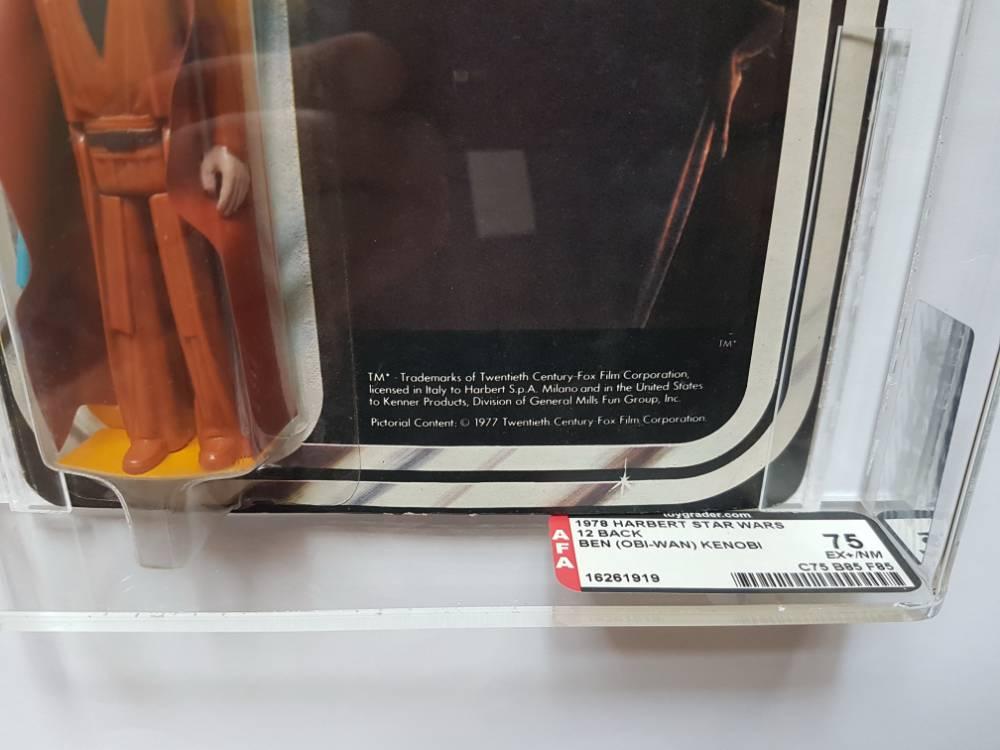 TM*
TM* - Trademarks of Twentieth Century-Fox Film Corporation,
licensed in Italy to Harbert S.p.A. Milano and in the United States
to Kenner Products, Division of General Mills Fun Group, Inc.
Pictorial Content: © 1977 Twentieth Century-Fox Film Corporation.
toygrader.com
AFA
1978 HARBERT STAR WARS
12 BACK
BEN (OBI-WAN) KENOBI
75
EX+/NM
C75 B85 F85
16261919